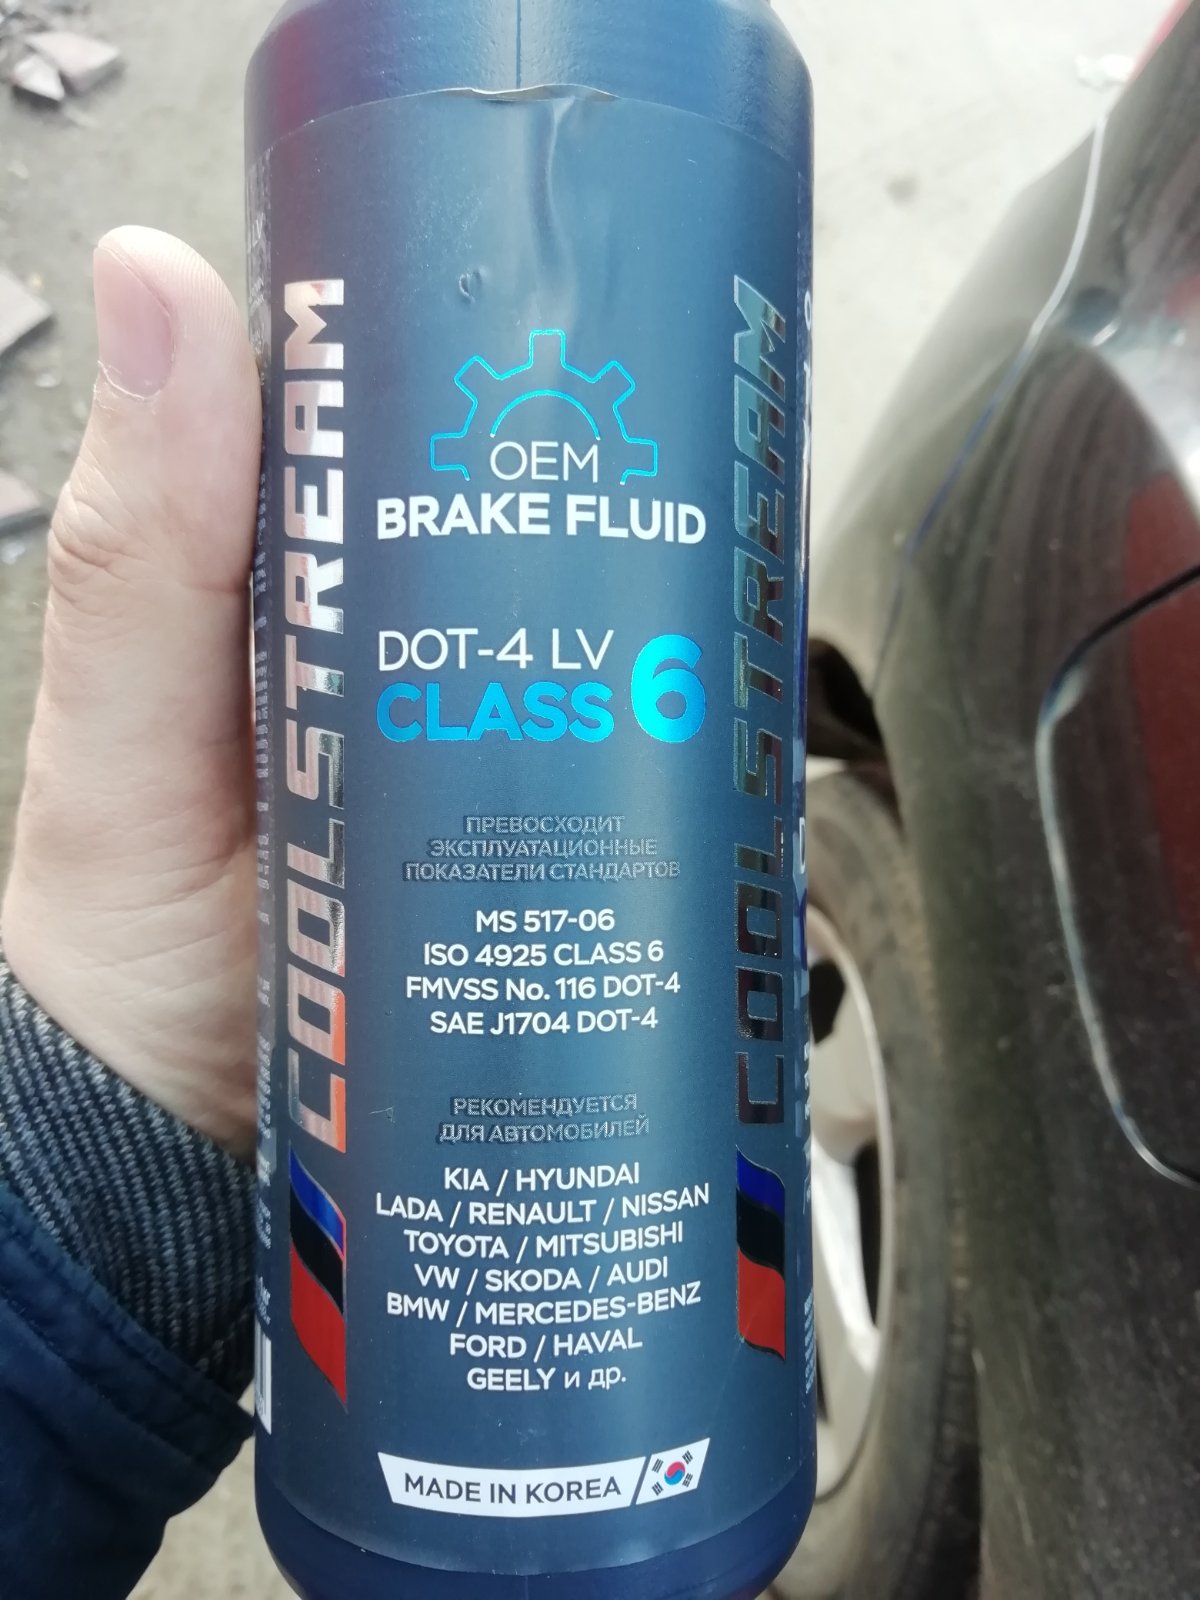 COOLSTREAM
OEM
BRAKE FLUID
DOT-4 LV
CLASS 6
ПРЕВОСХОДИТ
ЭКСПЛУАТАЦИОННЫЕ
ПОКАЗАТЕЛИ СТАНДАРТОВ
MS 517-06
ISO 4925 CLASS 6
FMVSS No. 116 DOT-4
SAE J1704 DOT-4
РЕКОМЕНДУЕТСЯ
ДЛЯ АВТОМОБИЛЕЙ
KIA / HYUNDAI
LADA / RENAULT / NISSAN
TOYOTA / MITSUBISHI
VW / SKODA / AUDI
BMW / MERCEDES-BENZ
FORD / HAVAL
GEELY и др.
MADE IN KOREA
COOLSTREAM